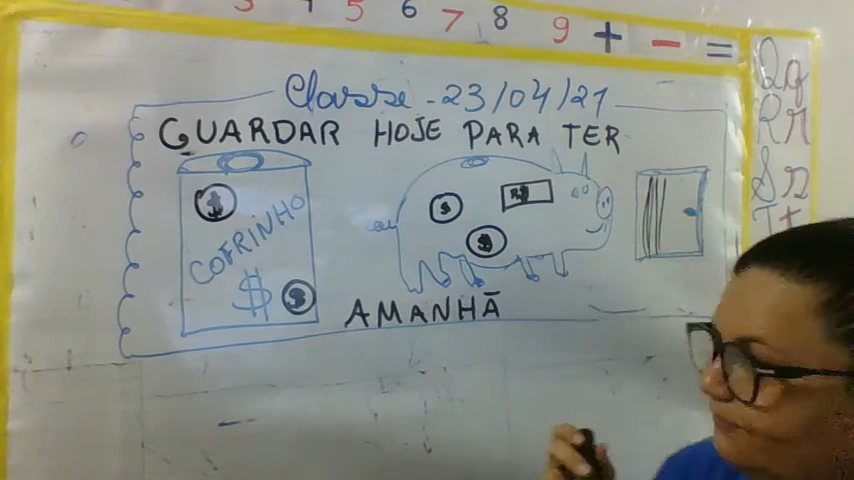 5 6 7 8 9 + - =
Classe - 23/04/21
GUARDAR HOJE PARA TER
COFRINHO
$
$
$
$
$
R$
AMANHÃ
Qq
Rr
Ss
Tt